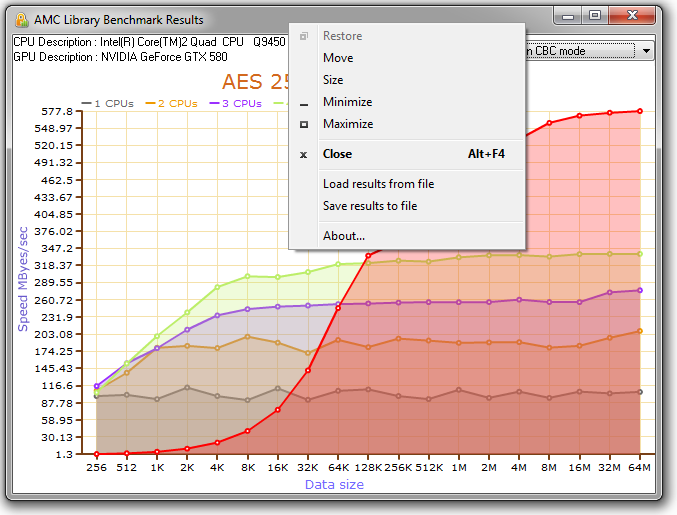 AMC Library Benchmark Results
CPU Description : Intel(R) Core(TM)2 Quad CPU Q9450
GPU Description : NVIDIA GeForce GTX 580
n CBC mode
AES 25
1 CPUs 2 CPUs 3 CPUs
Restore
Move
Size
Minimize
Maximize
Close Alt+F4
Load results from file
Save results to file
About...
Speed MByes/sec
577.8
548.97
520.15
491.32
462.5
433.67
404.85
376.02
347.2
318.37
289.55
260.72
231.9
203.08
174.25
145.43
116.6
87.78
58.95
30.13
1.3
256 512 1K 2K 4K 8K 16K 32K 64K 128K 256K 512K 1M 2M 4M 8M 16M 32M 64M
Data size